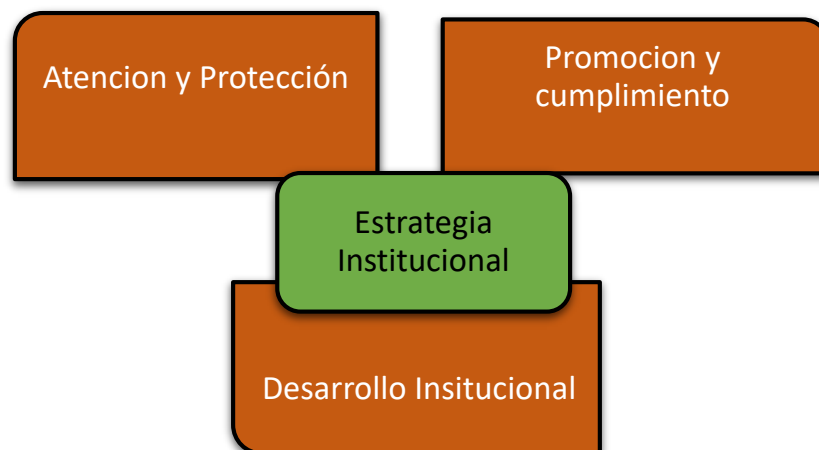 Atencion y Protección
Promocion y
cumplimiento
Estrategia
Institucional
Desarrollo Insitucional